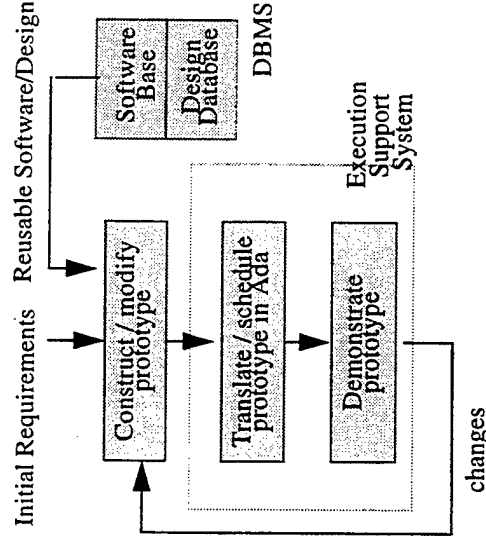 Initial Requirements
Reusable Software/Design
Software
Base
Design
Database
DBMS
Construct / modify
prototype
Translate / schedule
prototype in Ada
Demonstrate
prototype
Execution
Support
System
changes